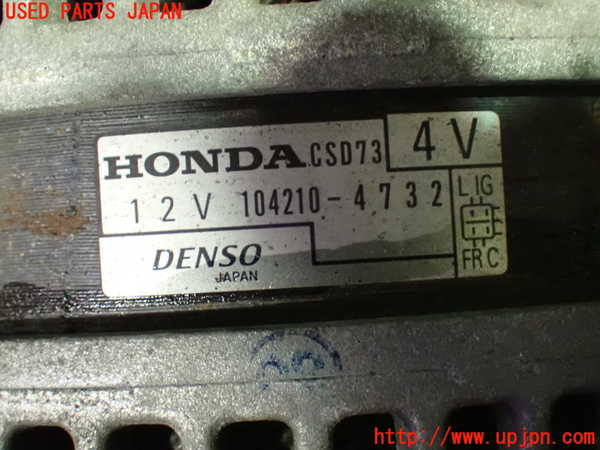 USED PARTS JAPAN
HONDA CSD73 4V
12V 104210-4732
L IG
E
FR C
DENSO
JAPAN
http://www.upjpn.com/